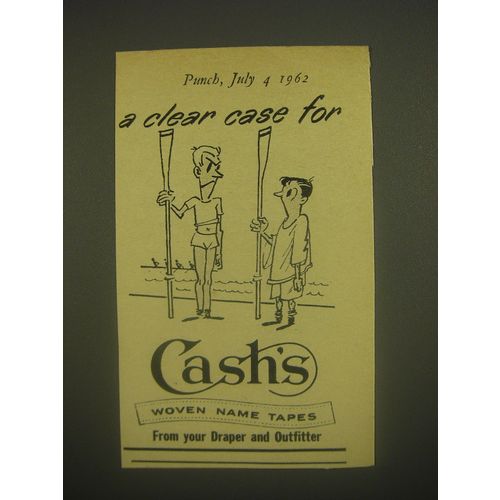 Punch, July 4 1962
a clear case for
Cash's
WOVEN NAME TAPES
From your Draper and Outfitter